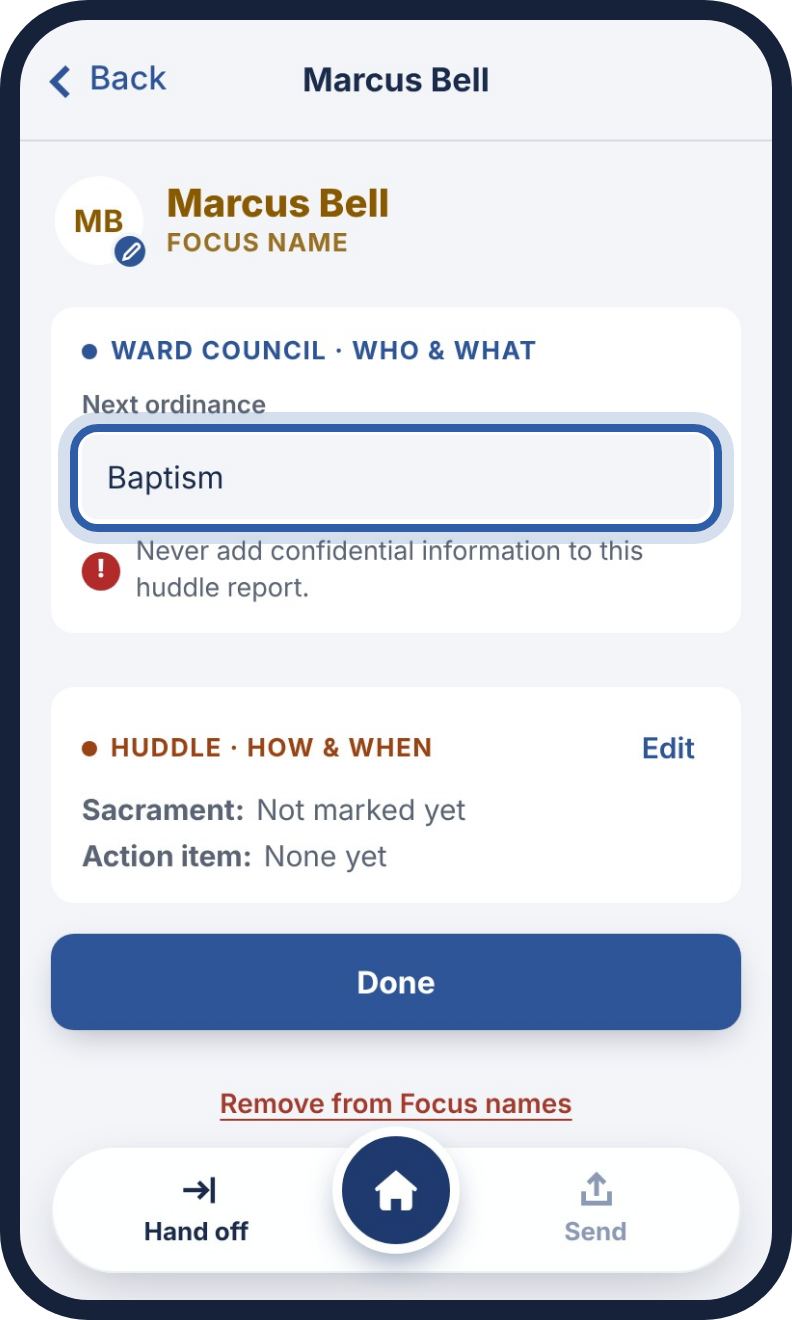 Back
Marcus Bell
MB
Marcus Bell
FOCUS NAME
WARD COUNCIL · WHO & WHAT
Next ordinance
Baptism
Never add confidential information to this
huddle report.
HUDDLE · HOW & WHEN
Edit
Sacrament: Not marked yet
Action item: None yet
Done
Remove from Focus names
Hand off
Send